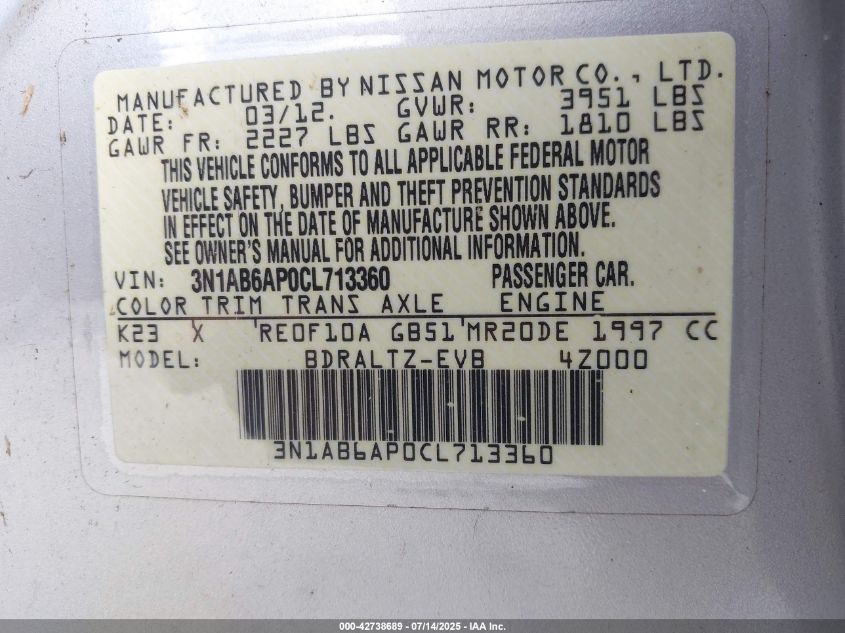 MANUFACTURED BY NISSAN MOTOR CO., LTD.
DATE: 03/12. GVWR: 3951 LBS
GAWR FR: 2227 LBS GAWR RR: 1810 LBS
THIS VEHICLE CONFORMS TO ALL APPLICABLE FEDERAL MOTOR
VEHICLE SAFETY, BUMPER AND THEFT PREVENTION STANDARDS
IN EFFECT ON THE DATE OF MANUFACTURE SHOWN ABOVE.
SEE OWNER'S MANUAL FOR ADDITIONAL INFORMATION.
VIN: 3N1AB6AP0CL713360 PASSENGER CAR.
COLOR TRIM TRANS AXLE ENGINE
K23 X RE0F10A GB51 MR20DE 1997 CC
MODEL: BDRALTZ-EVB 4Z000
3N1AB6AP0CL713360
000-42738689 - 07/14/2025 - IAA Inc.